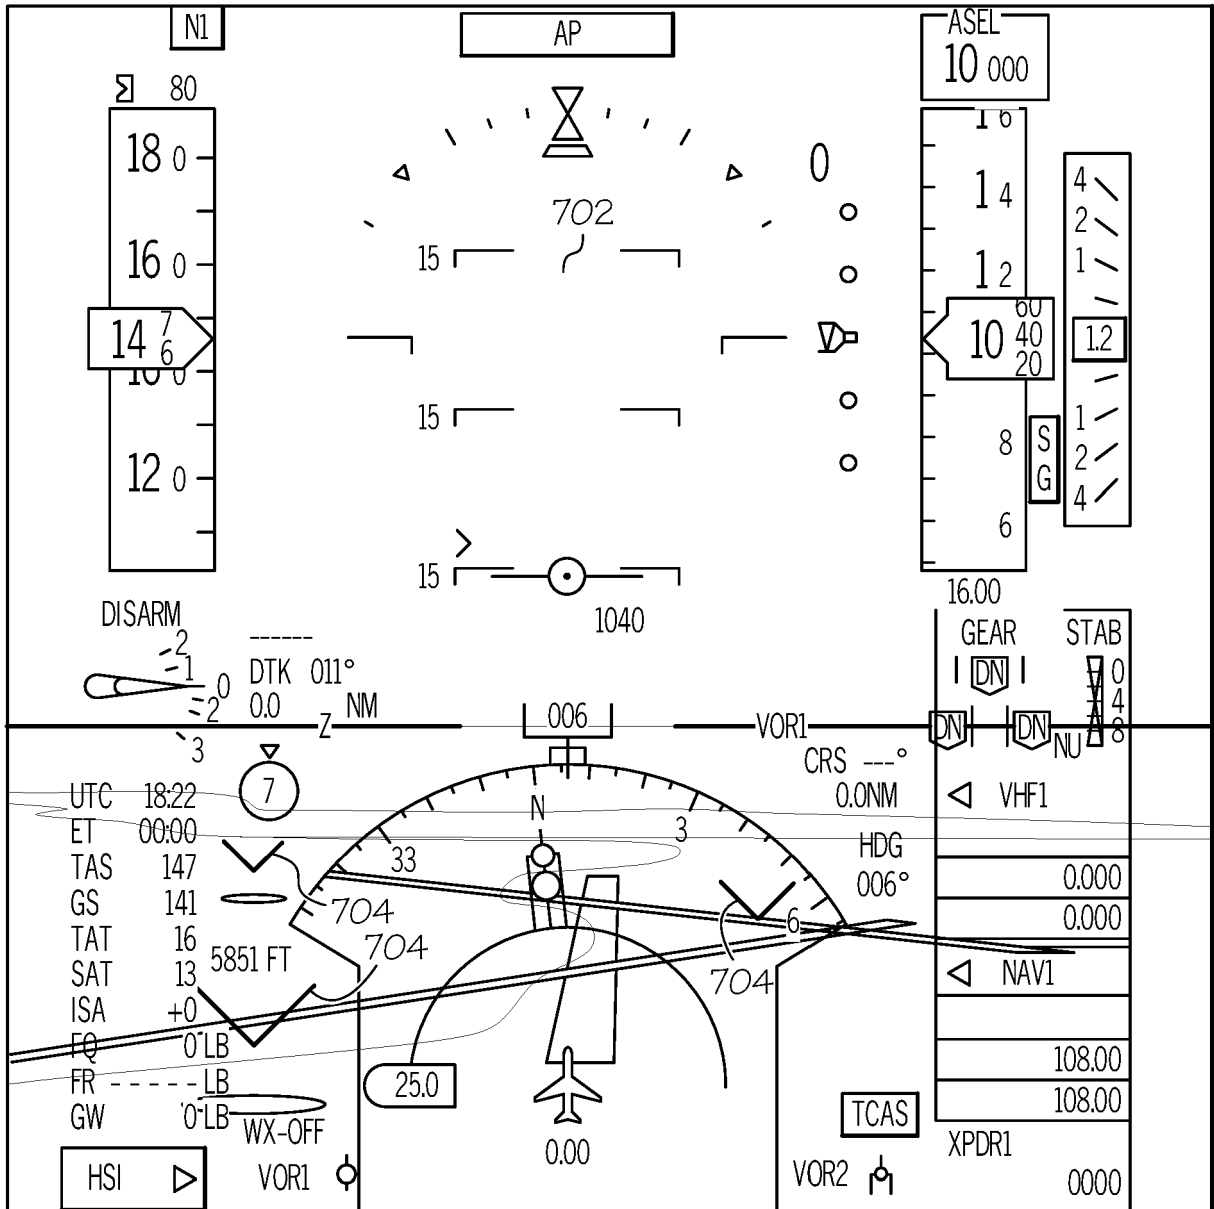 N1
AP
ASEL
10 000
80
18 0
16 0
14 7 6
10 0
12 0
702
15
15
15
0
1 6
1 4
1 2
10 60 40 20
8
6
4
2
1
1.2
1
2
4
S
G
16.00
1040
DISARM
2
1
0
2
3
------
DTK 011°
0.0 NM
Z
006
VOR1
CRS ---°
0.0NM
HDG
006°
GEAR
DN
DN DN
STAB
0
4
8
NU
7
UTC 18:22
ET 00:00
TAS 147
GS 141
TAT 16
SAT 13
ISA +0
FQ 0 LB
FR -----LB
GW 0 LB
704
704
704
5851 FT
N
33
3
6
25.0
0.00
WX-OFF
HSI
VOR1
VOR2
TCAS
VHF1
0.000
0.000
NAV1
108.00
108.00
XPDR1
0000